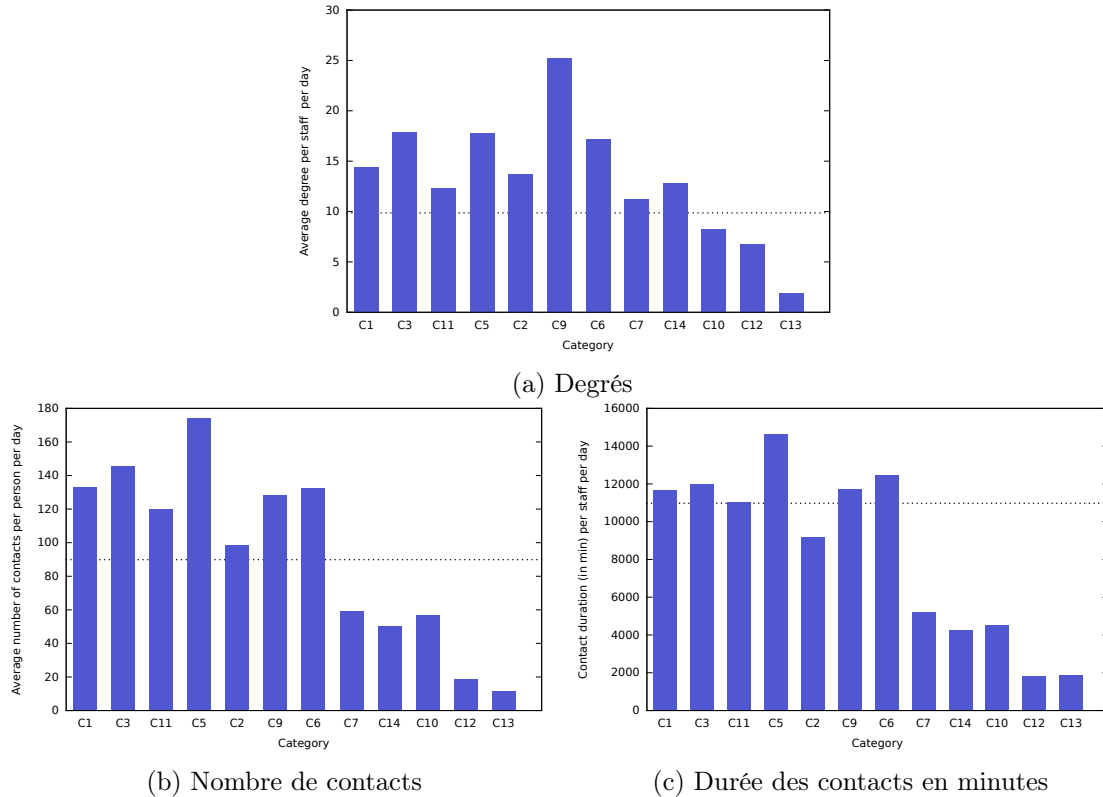 30
25
20
15
10
5
0
Average degree per staff  per day
C1 C3 C11 C5 C2 C9 C6 C7 C14 C10 C12 C13
Category
(a) Degrés
180
160
140
120
100
80
60
40
20
0
Average number of contacts per person per day
C1 C3 C11 C5 C2 C9 C6 C7 C14 C10 C12 C13
Category
(b) Nombre de contacts
16000
14000
12000
10000
8000
6000
4000
2000
0
Contact duration (in min) per staff per day
C1 C3 C11 C5 C2 C9 C6 C7 C14 C10 C12 C13
Category
(c) Durée des contacts en minutes